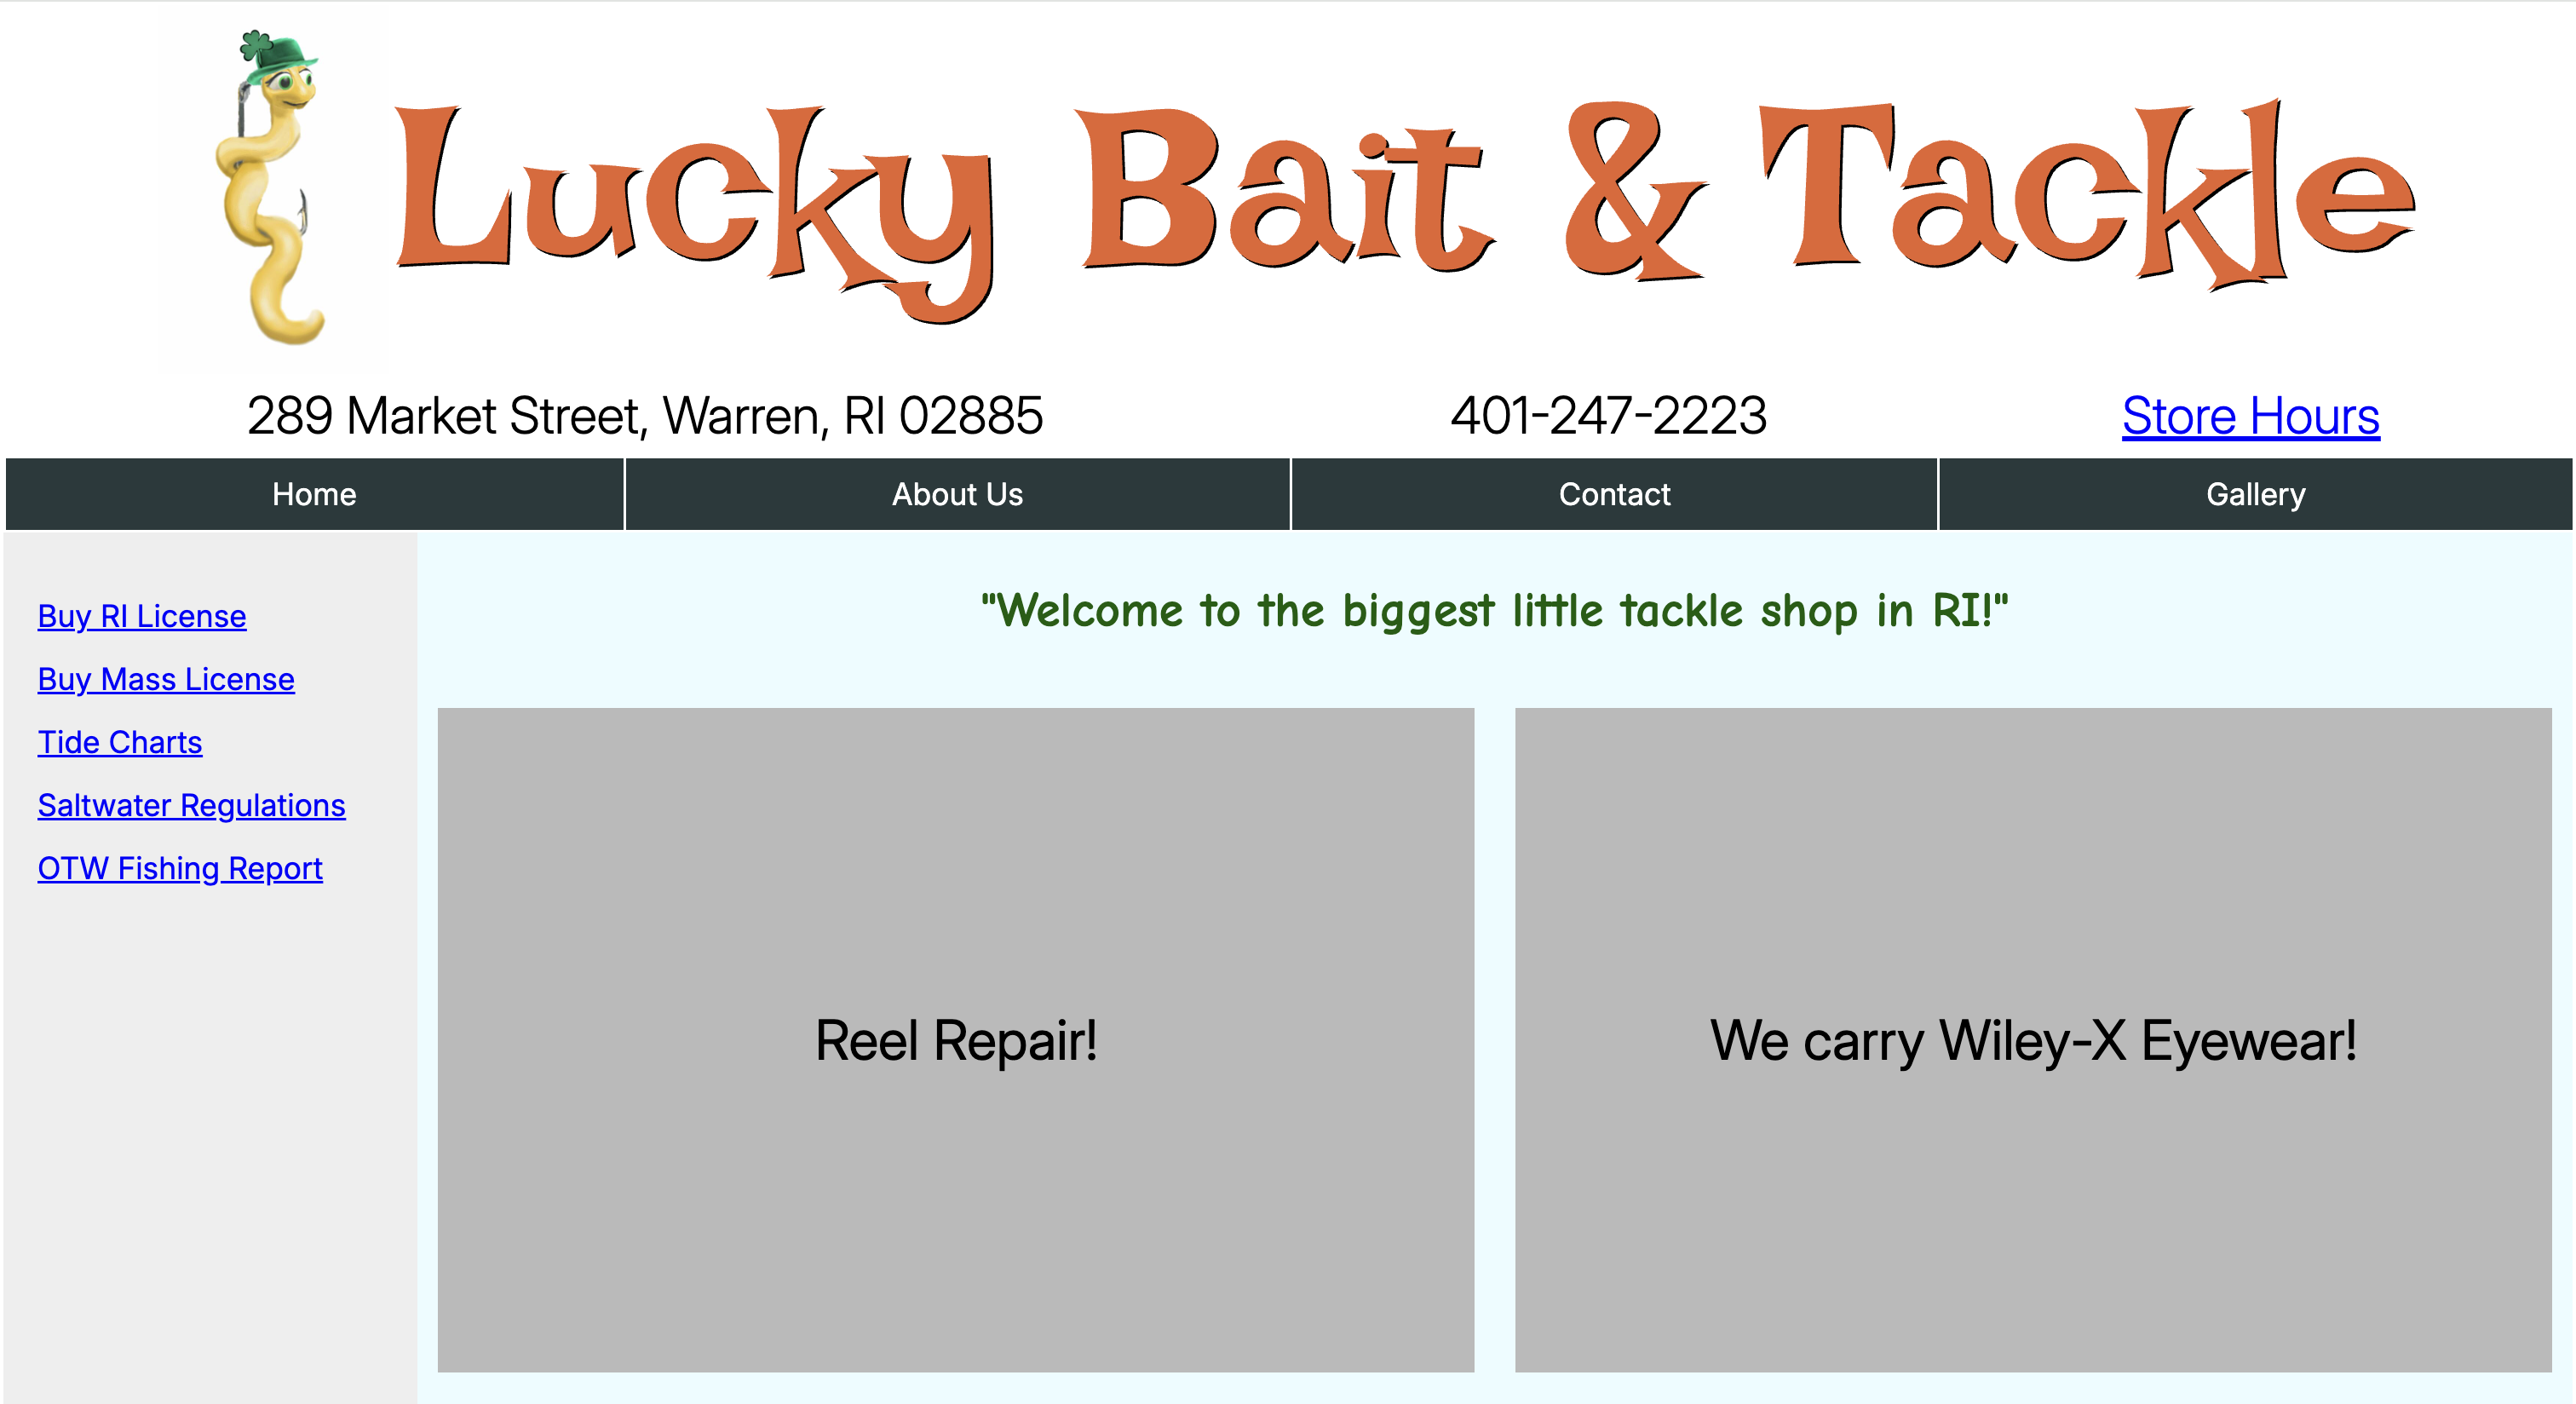 Lucky Bait & Tackle
289 Market Street, Warren, RI 02885 401-247-2223 Store Hours
Home About Us Contact Gallery
Buy RI License
Buy Mass License
Tide Charts
Saltwater Regulations
OTW Fishing Report
"Welcome to the biggest little tackle shop in RI!"
Reel Repair!
We carry Wiley-X Eyewear!